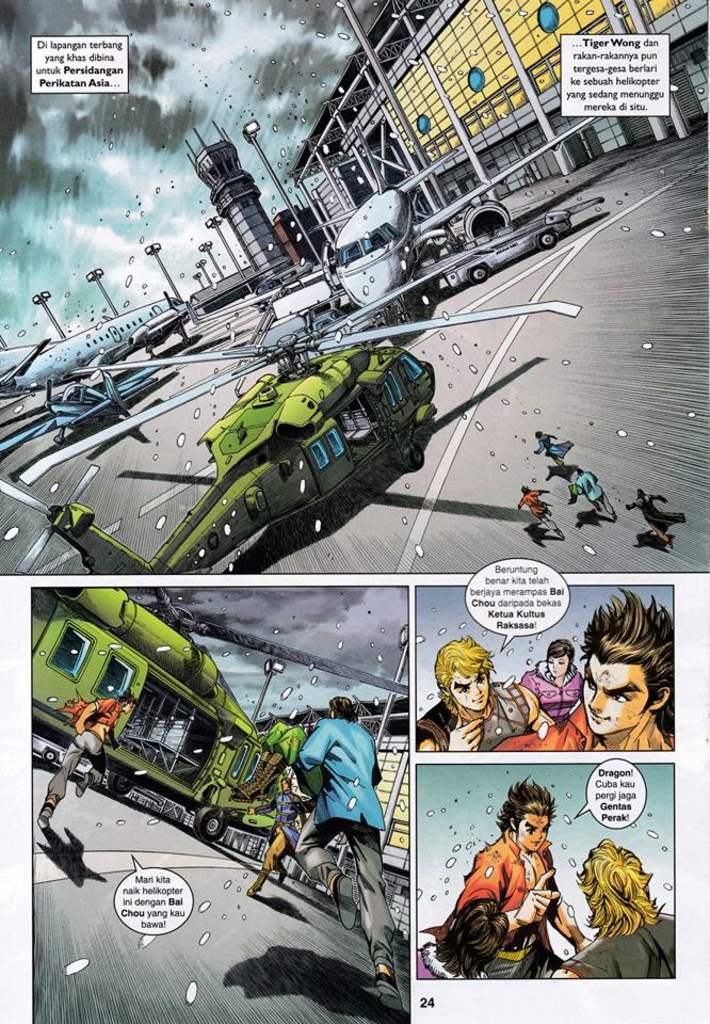 Di lapangan terbang
yang khas dibina
untuk Persidangan
Perikatan Asia…
…Tiger Wong dan
rakan-rakannya pun
tergesa-gesa berlari
ke sebuah helikopter
yang sedang menunggu
mereka di situ.
Mari kita
naik helikopter
ini dengan Bai
Chou yang kau
bawa!
Beruntung
benar kita telah
berjaya merampas Bai
Chou daripada bekas
Ketua Kultus
Raksasa!
Dragon!
Cuba kau
pergi jaga
Gentas
Perak!
24